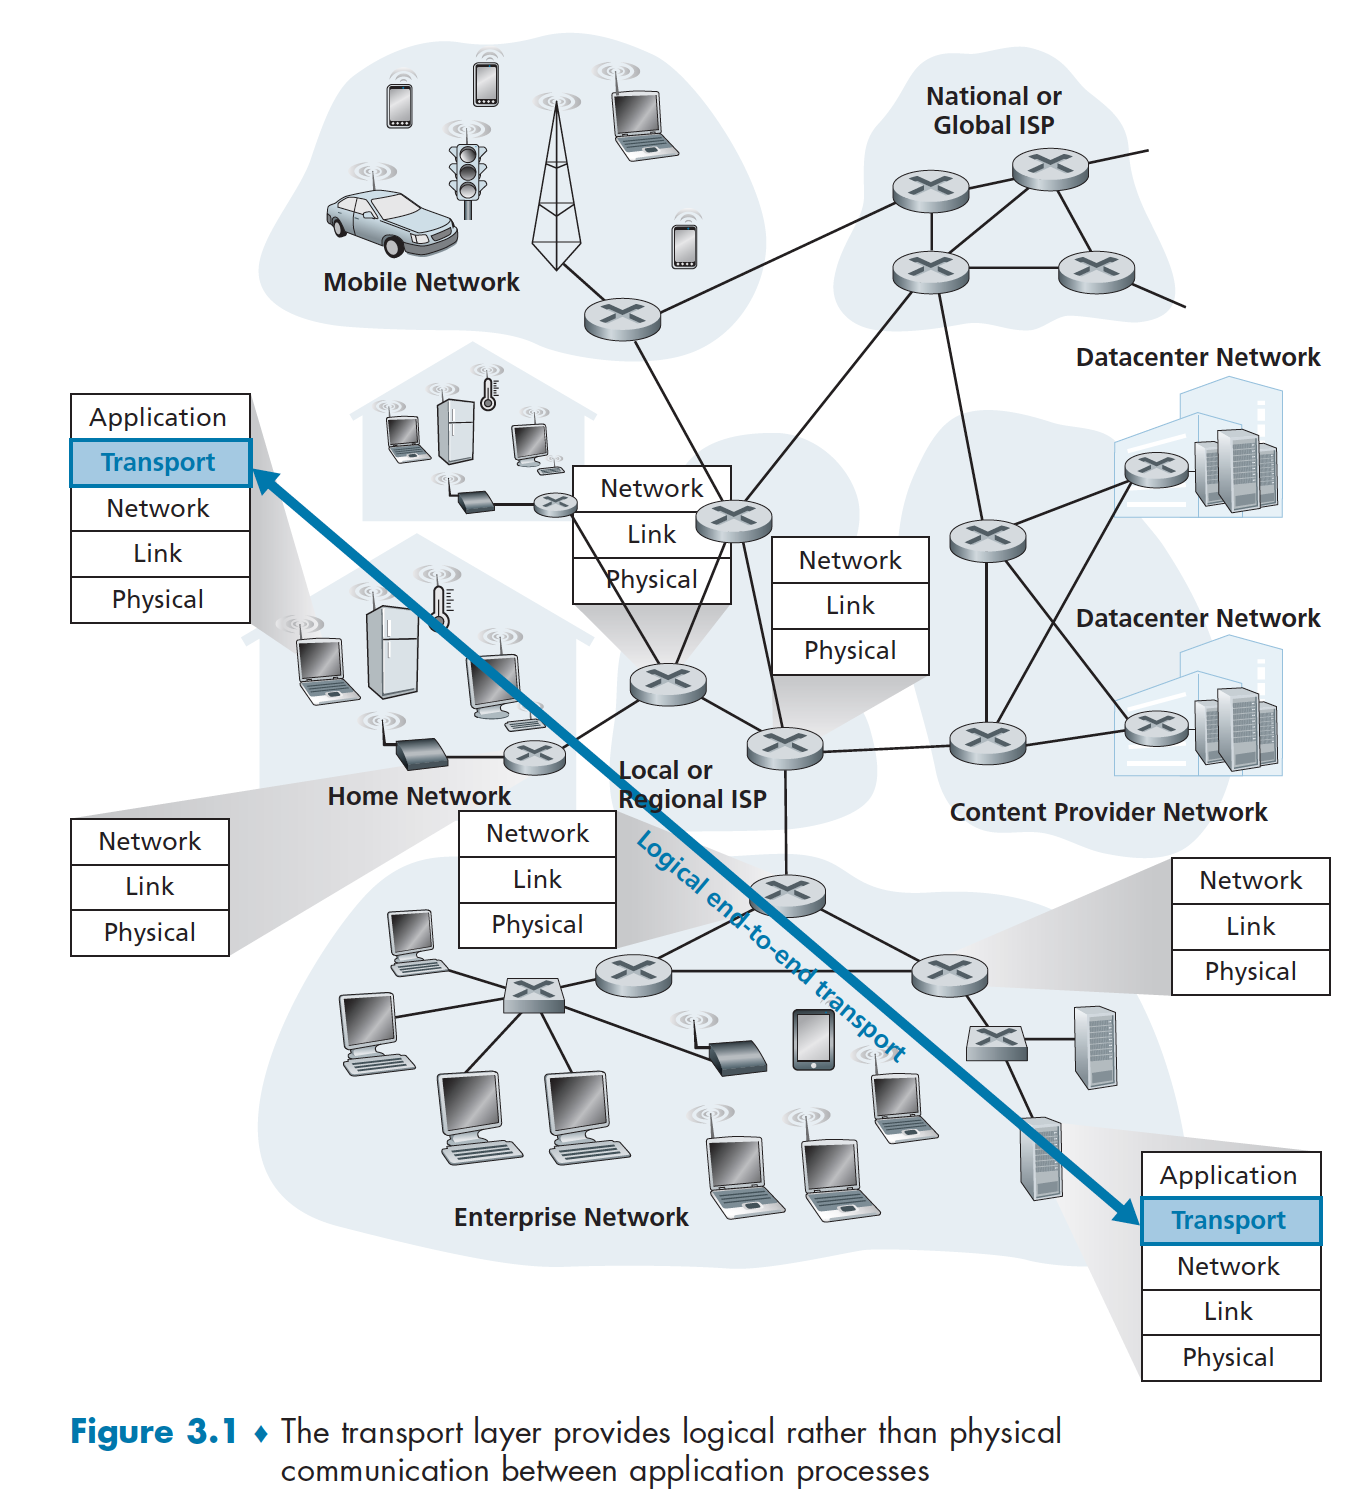 National or
Global ISP
Mobile Network
Datacenter Network
Application
Transport
Network
Link
Physical
Network
Link
Physical
Network
Link
Physical
Datacenter Network
Home Network
Local or
Regional ISP
Content Provider Network
Network
Link
Physical
Network
Link
Physical
Logical end-to-end transport
Network
Link
Physical
Enterprise Network
Application
Transport
Network
Link
Physical
Figure 3.1 ♦ The transport layer provides logical rather than physical
communication between application processes